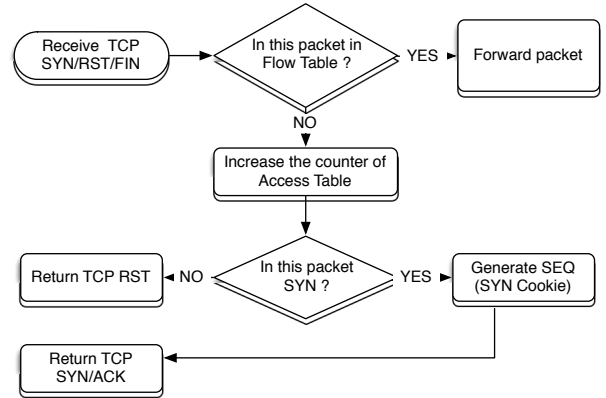 Receive TCP
SYN/RST/FIN
In this packet in
Flow Table ?
YES
Forward packet
NO
Increase the counter of
Access Table
Return TCP RST
NO
In this packet
SYN ?
YES
Generate SEQ
(SYN Cookie)
Return TCP
SYN/ACK